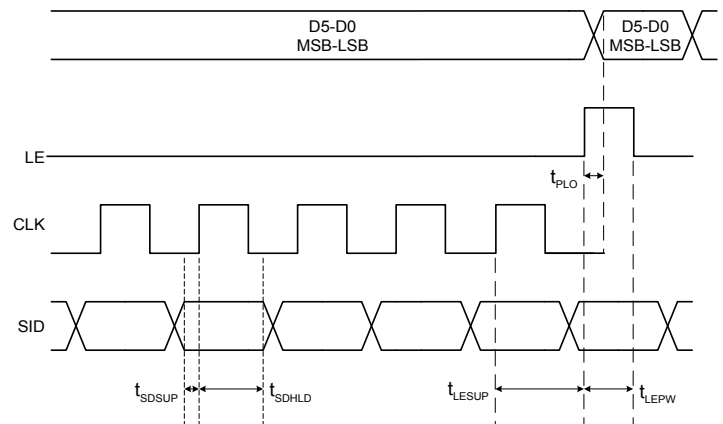 D5-D0
MSB-LSB
D5-D0
MSB-LSB
LE
tPLO
CLK
SID
tSDSUP
tSDHLD
tLESUP
tLEPW